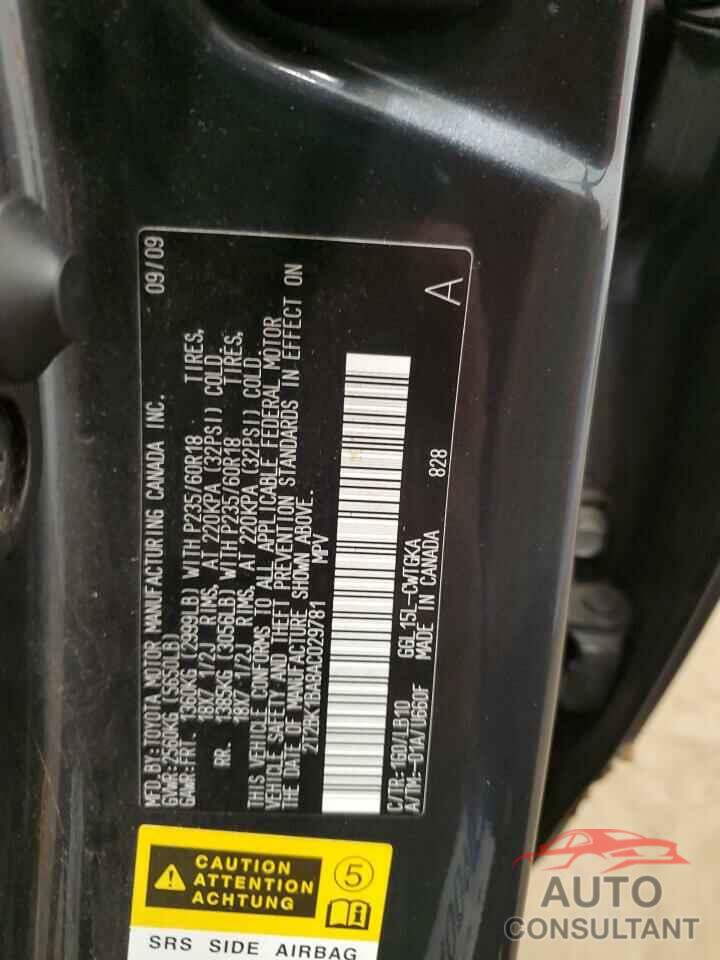 MFD.BY:TOYOTA MOTOR MANUFACTURING CANADA INC. 09/09
GVWR:2560KG (5650LB)
GAWR:FRT. 1360KG (2999LB) WITH P235/60R18 TIRES,
18X7 1/2J RIMS, AT 220KPA (32PSI) COLD.
RR. 1385KG (3056LB) WITH P235/60R18 TIRES,
18X7 1/2J RIMS, AT 220KPA (32PSI) COLD.
THIS VEHICLE CONFORMS TO ALL APPLICABLE FEDERAL MOTOR
VEHICLE SAFETY AND THEFT PREVENTION STANDARDS IN EFFECT ON
THE DATE OF MANUFACTURE SHOWN ABOVE.
2T2BK1BA8AC029781 MPV
C/TR:1G0/LB10 GGL15L-CWTGKA
A/TM:-01A/U660F MADE IN CANADA 828 A
CAUTION
ATTENTION
ACHTUNG
5
SRS SIDE AIRBAG
AUTO
CONSULTANT